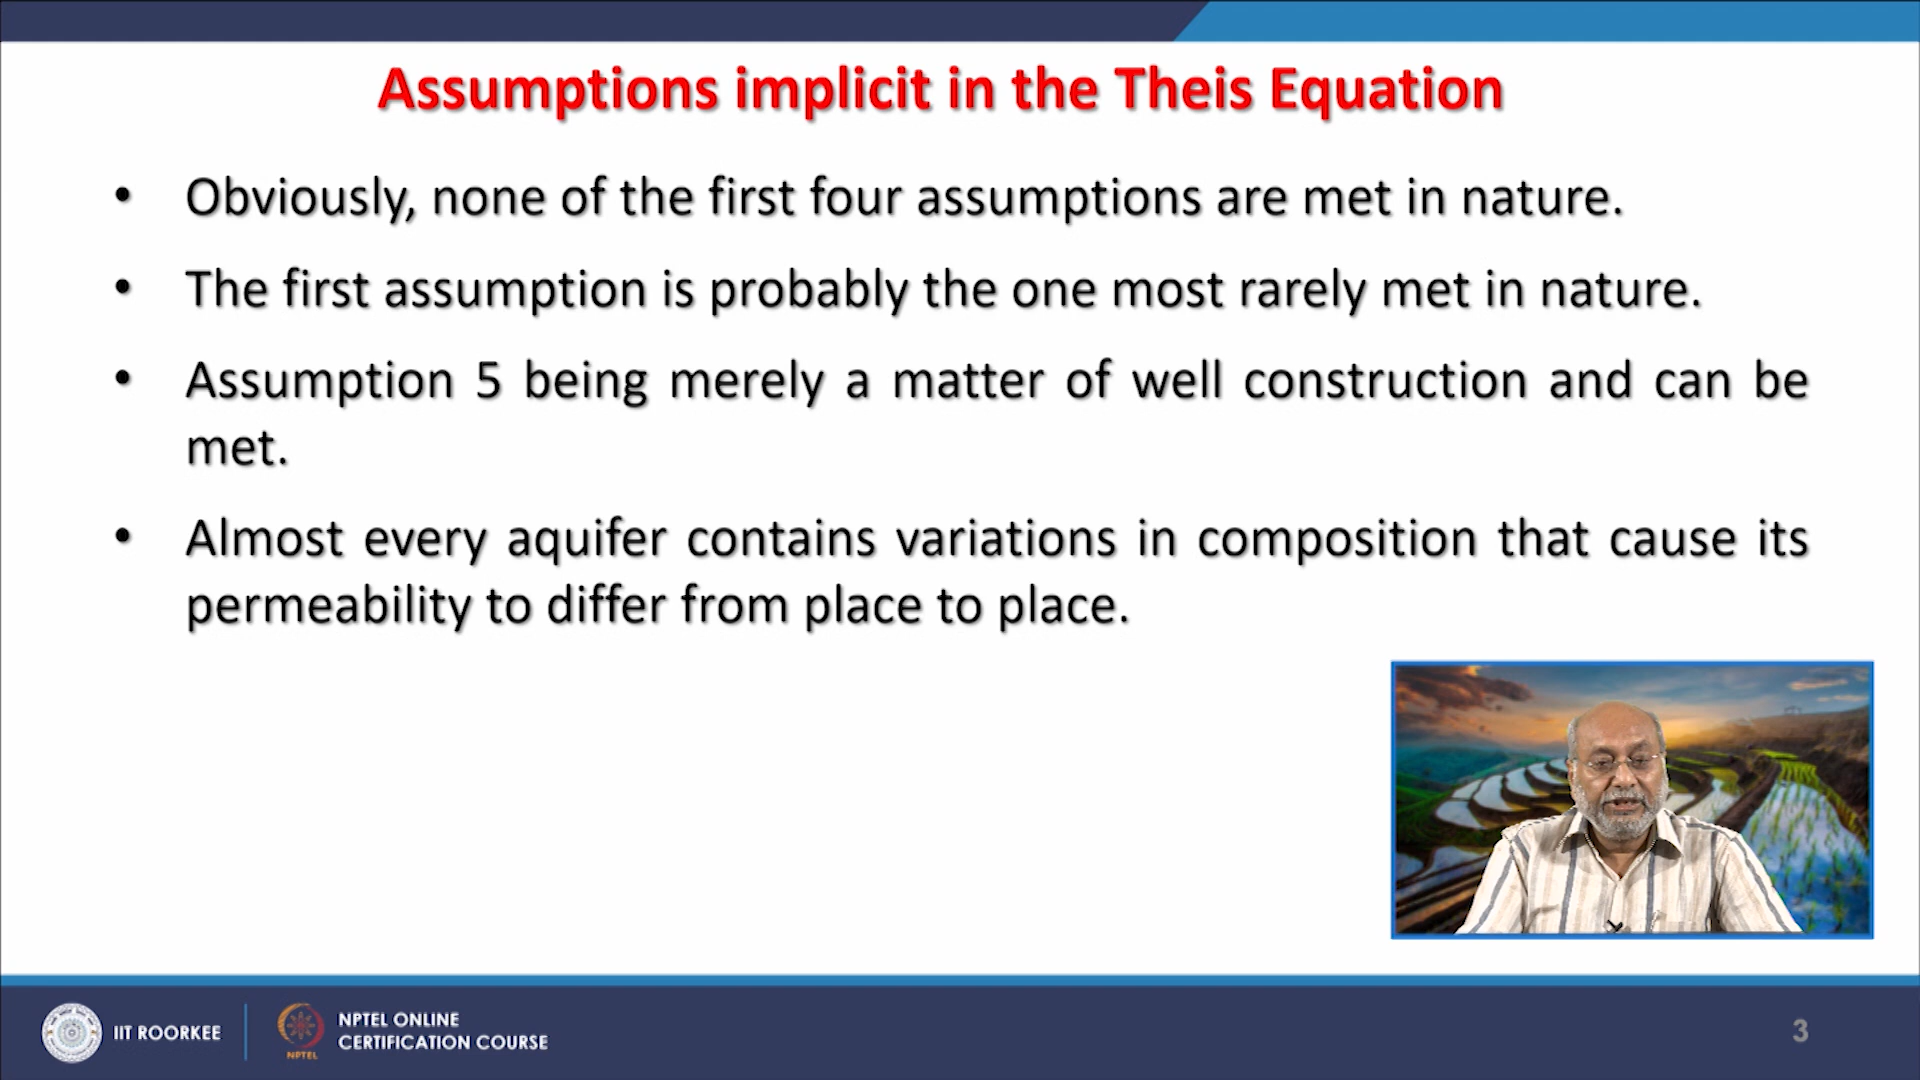 Assumptions implicit in the Theis Equation
• Obviously, none of the first four assumptions are met in nature.
• The first assumption is probably the one most rarely met in nature.
• Assumption 5 being merely a matter of well construction and can be
met.
• Almost every aquifer contains variations in composition that cause its
permeability to differ from place to place.
IIT ROORKEE
NPTEL
NPTEL ONLINE
CERTIFICATION COURSE
3